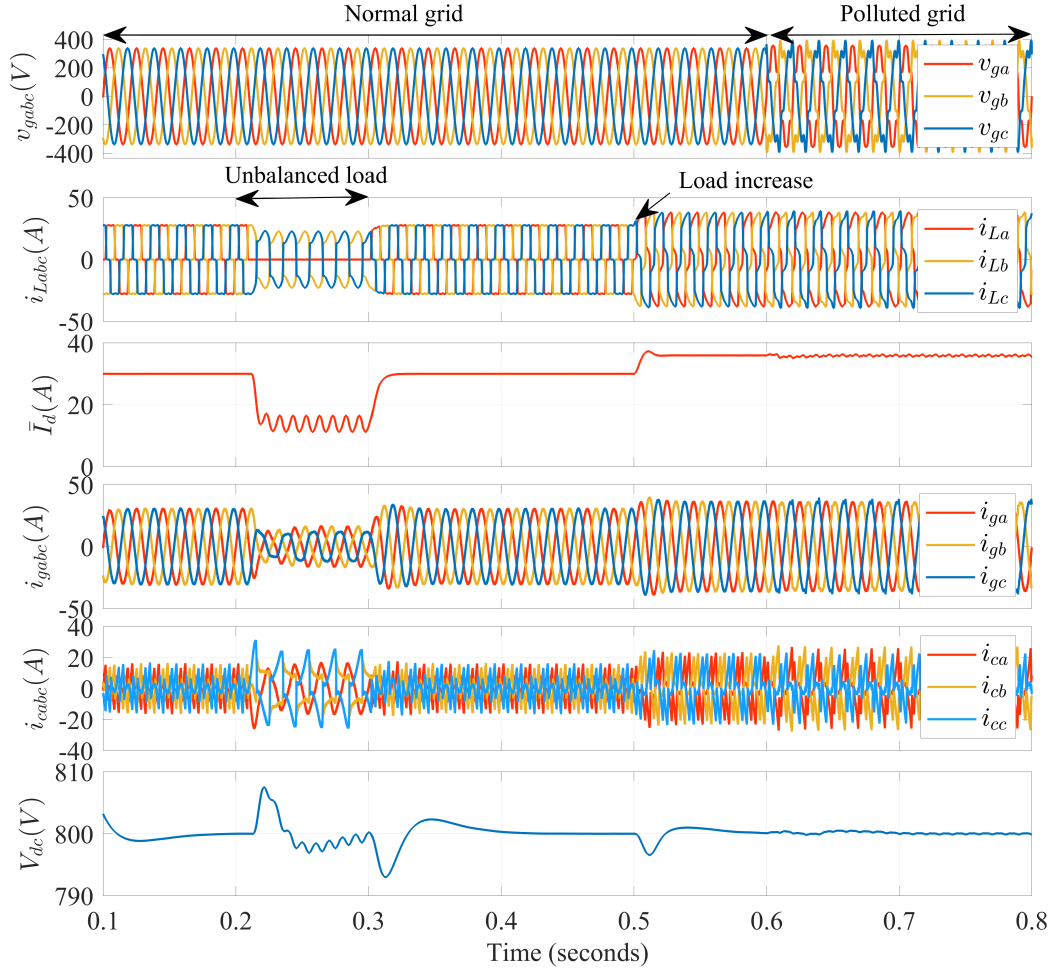 Normal grid
Polluted grid
v_gabc(V)
400
200
0
-200
-400
v_ga
v_gb
v_gc
Unbalanced load
Load increase
i_Labc(A)
50
0
-50
i_La
i_Lb
i_Lc
Ī_d(A)
40
20
0
i_gabc(A)
50
0
-50
i_ga
i_gb
i_gc
i_cabc(A)
40
20
0
-20
-40
i_ca
i_cb
i_cc
V_dc(V)
810
800
790
0.1 0.2 0.3 0.4 0.5 0.6 0.7 0.8
Time (seconds)